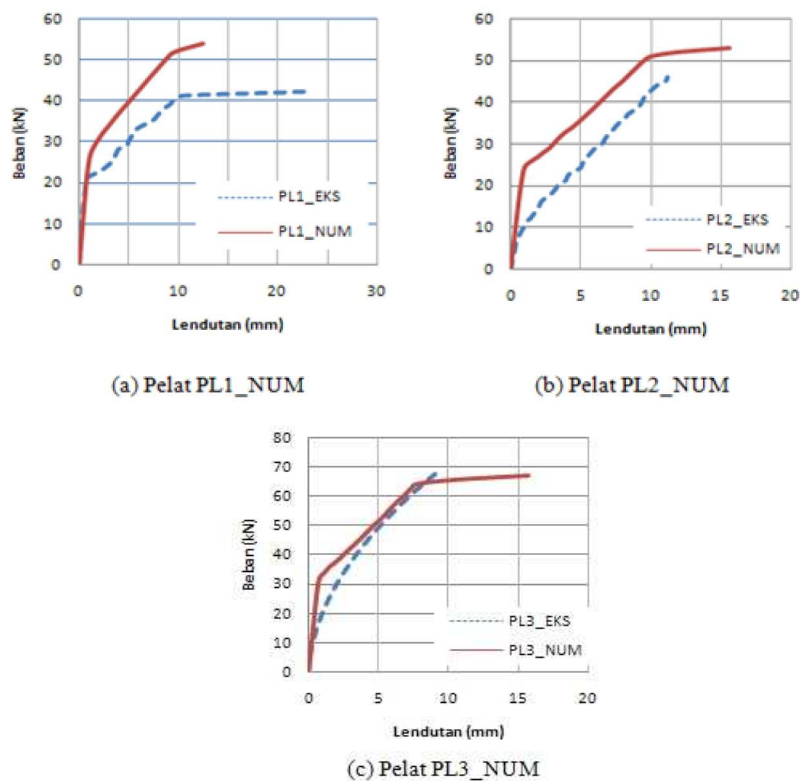 60
50
40
30
20
10
0
Beban (kN)
PL1_EKS
PL1_NUM
0 10 20 30
Lendutan (mm)
(a) Pelat PL1_NUM
60
50
40
30
20
10
0
Beban (kN)
PL2_EKS
PL2_NUM
0 5 10 15 20
Lendutan (mm)
(b) Pelat PL2_NUM
80
70
60
50
40
30
20
10
0
Beban (kN)
PL3_EKS
PL3_NUM
0 5 10 15 20
Lendutan (mm)
(c) Pelat PL3_NUM